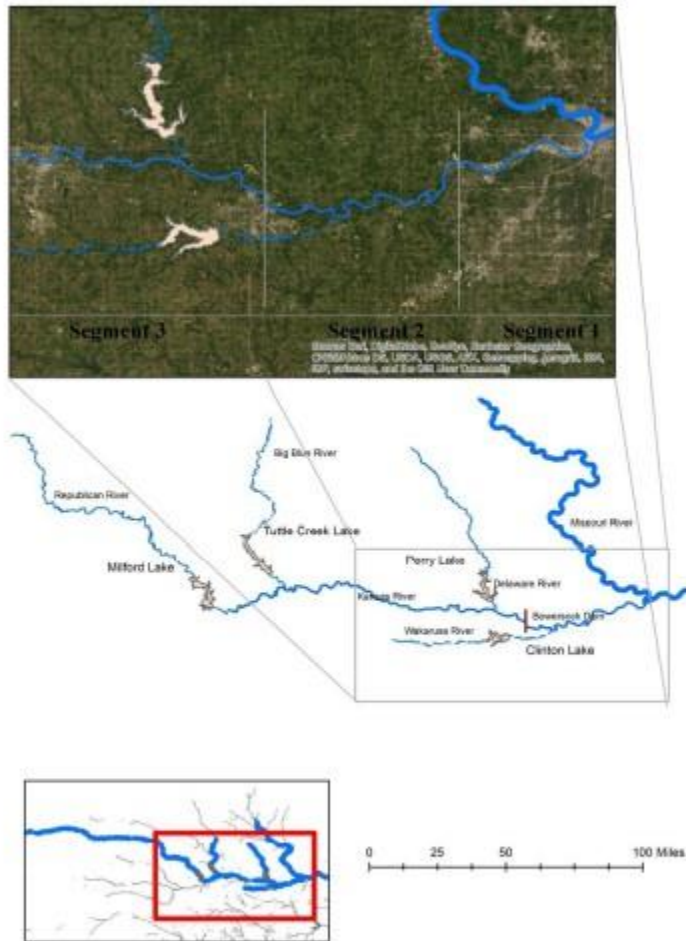 Segment 3
Segment 2
Segment 1
Big Blue River
Republican River
Tuttle Creek Lake
Missouri River
Milford Lake
Perry Lake
Delaware River
Kansas River
Bowersock Dam
Wakarusa River
Clinton Lake
0 25 50 100 Miles